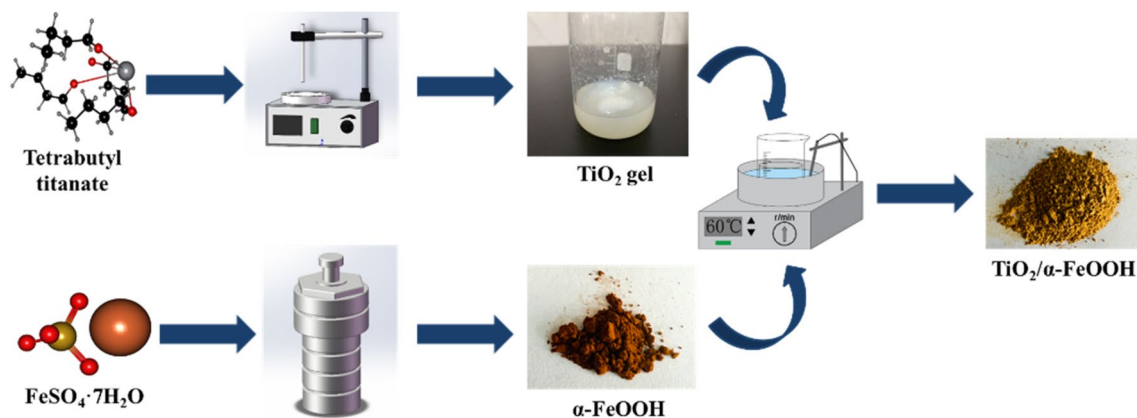 Tetrabutyl
titanate
TiO₂ gel
r/min
60℃
TiO₂/α-FeOOH
FeSO₄·7H₂O
α-FeOOH